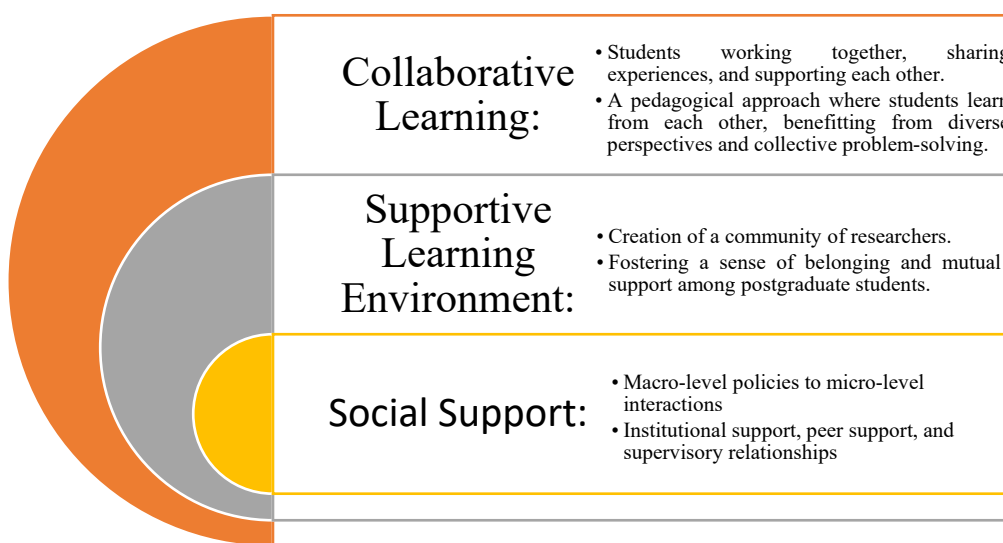 Collaborative
Learning:
• Students working together, sharing
experiences, and supporting each other.
• A pedagogical approach where students learn
from each other, benefitting from diverse
perspectives and collective problem-solving.
Supportive
Learning
Environment:
• Creation of a community of researchers.
• Fostering a sense of belonging and mutual
support among postgraduate students.
Social Support:
• Macro-level policies to micro-level
interactions
• Institutional support, peer support, and
supervisory relationships